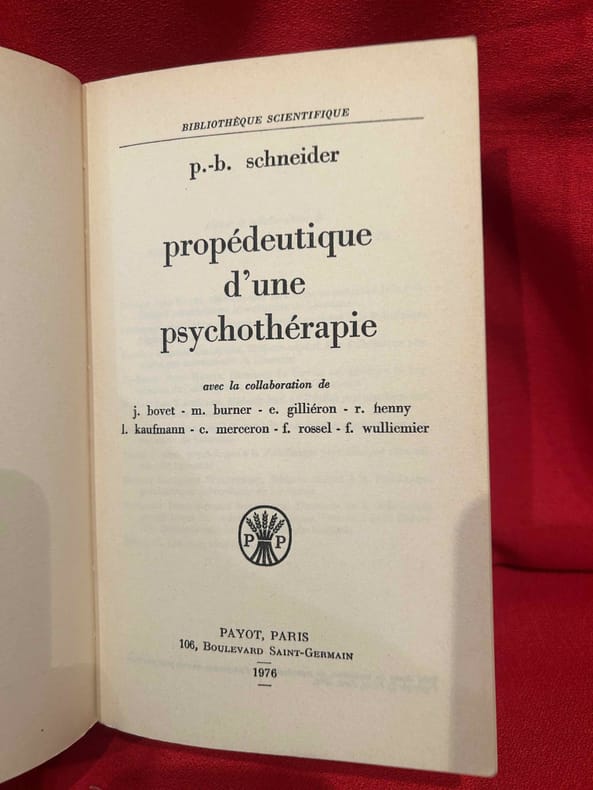 BIBLIOTHÈQUE SCIENTIFIQUE
p.-b. schneider
propédeutique
d'une
psychothérapie
avec la collaboration de
j. bovet - m. burner - e. gilliéron - r. henny
l. kaufmann - c. merceron - f. rossel - f. wulliemier
P P
PAYOT, PARIS
106, BOULEVARD SAINT-GERMAIN
1976